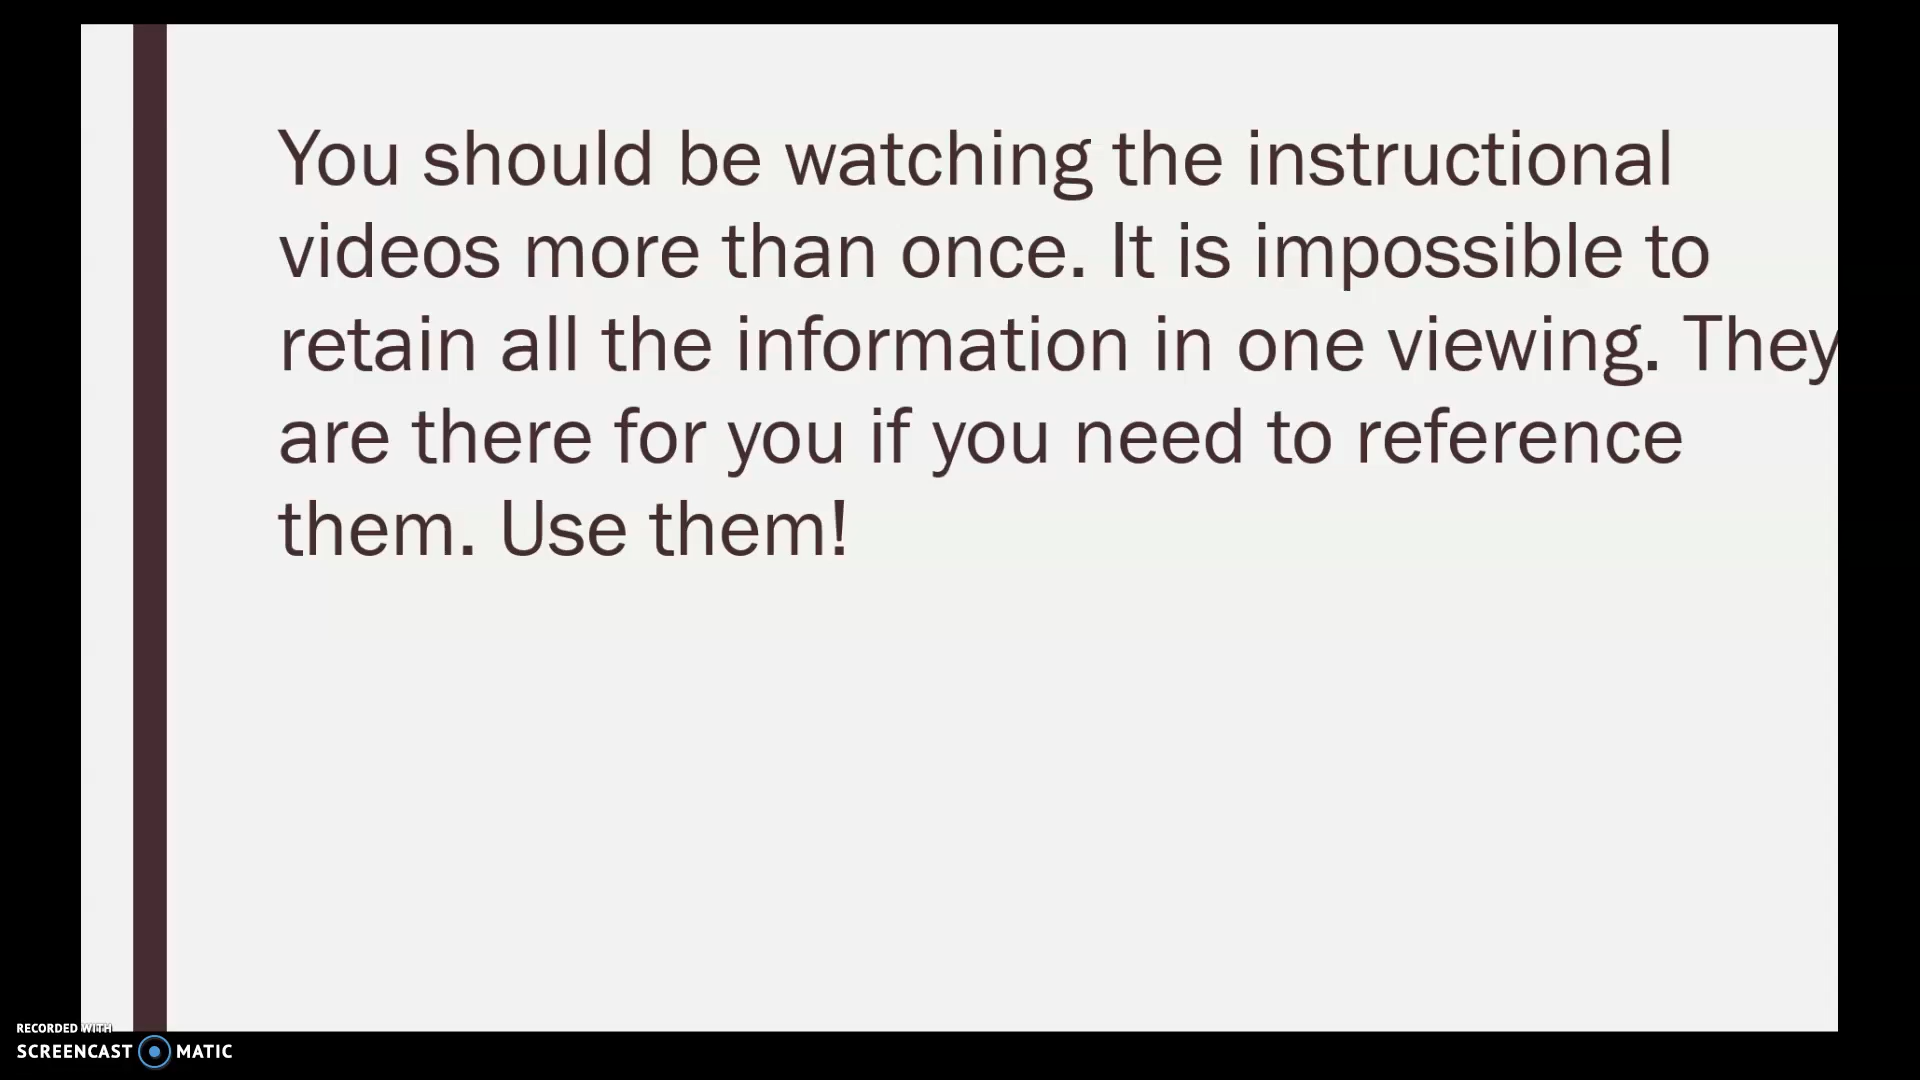 You should be watching the instructional
videos more than once. It is impossible to
retain all the information in one viewing. They
are there for you if you need to reference
them. Use them!
RECORDED WITH
SCREENCAST MATIC